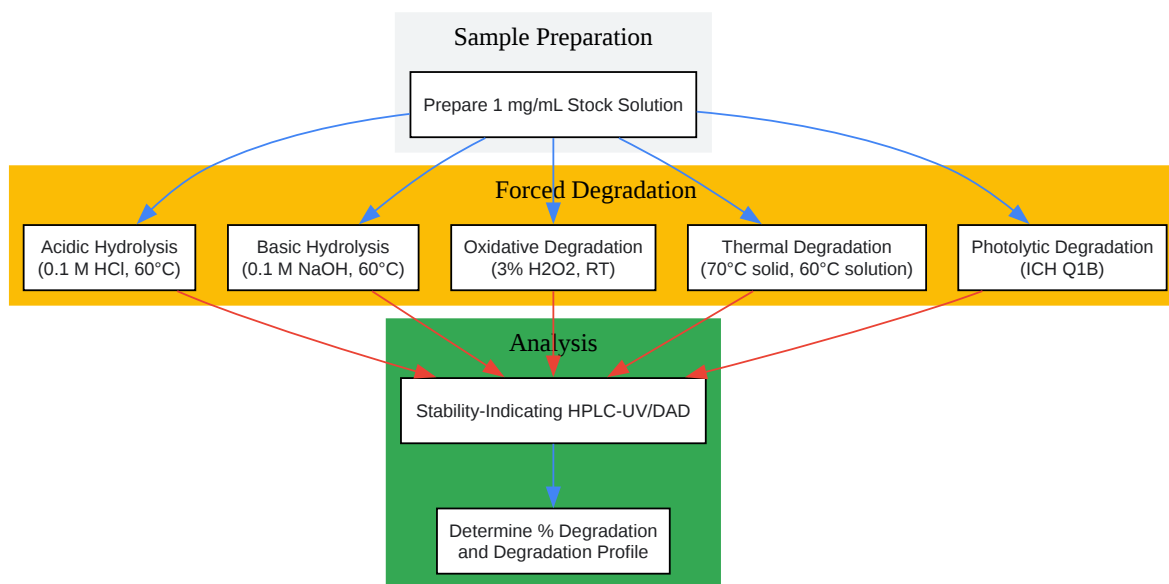 Sample Preparation
Prepare 1 mg/mL Stock Solution
Forced Degradation
Acidic Hydrolysis
(0.1 M HCl, 60°C)
Basic Hydrolysis
(0.1 M NaOH, 60°C)
Oxidative Degradation
(3% H2O2, RT)
Thermal Degradation
(70°C solid, 60°C solution)
Photolytic Degradation
(ICH Q1B)
Analysis
Stability-Indicating HPLC-UV/DAD
Determine % Degradation
and Degradation Profile